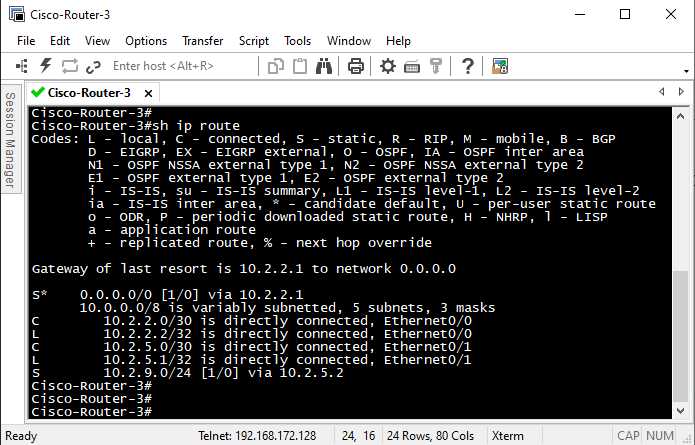 Cisco-Router-3
File Edit View Options Transfer Script Tools Window Help
Enter host <Alt+R>
Session Manager
Cisco-Router-3
Cisco-Router-3#
Cisco-Router-3#sh ip route
Codes: L - local, C - connected, S - static, R - RIP, M - mobile, B - BGP
D - EIGRP, EX - EIGRP external, O - OSPF, IA - OSPF inter area
N1 - OSPF NSSA external type 1, N2 - OSPF NSSA external type 2
E1 - OSPF external type 1, E2 - OSPF external type 2
i - IS-IS, su - IS-IS summary, L1 - IS-IS level-1, L2 - IS-IS level-2
ia - IS-IS inter area, * - candidate default, U - per-user static route
o - ODR, P - periodic downloaded static route, H - NHRP, l - LISP
a - application route
+ - replicated route, % - next hop override
Gateway of last resort is 10.2.2.1 to network 0.0.0.0
S* 0.0.0.0/0 [1/0] via 10.2.2.1
10.0.0.0/8 is variably subnetted, 5 subnets, 3 masks
C 10.2.2.0/30 is directly connected, Ethernet0/0
L 10.2.2.2/32 is directly connected, Ethernet0/0
C 10.2.5.0/30 is directly connected, Ethernet0/1
L 10.2.5.1/32 is directly connected, Ethernet0/1
S 10.2.9.0/24 [1/0] via 10.2.5.2
Cisco-Router-3#
Cisco-Router-3#
Cisco-Router-3#
Ready Telnet: 192.168.172.128 24, 16 24 Rows, 80 Cols Xterm CAP NUM